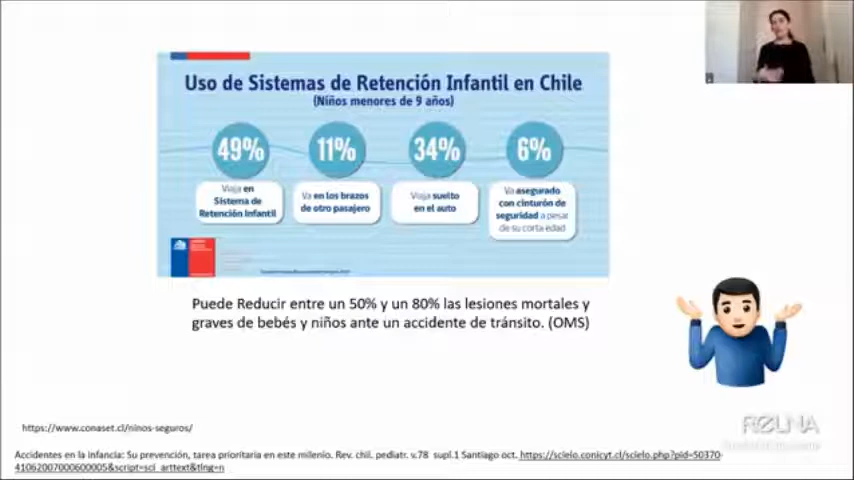 Uso de Sistemas de Retención Infantil en Chile
(Niños menores de 9 años)
49%
Viaja en
Sistema de
Retención Infantil
11%
Va en los brazos
de otro pasajero
34%
Viaja suelto
en el auto
6%
Va asegurado
con cinturón de
seguridad a pesar
de su corta edad
Puede Reducir entre un 50% y un 80% las lesiones mortales y
graves de bebés y niños ante un accidente de tránsito. (OMS)
https://www.conaset.cl/ninos-seguros/
Accidentes en la infancia: Su prevención, tarea prioritaria en este milenio. Rev. chil. pediatr. v.78 supl.1 Santiago oct. https://scielo.conicyt.cl/scielo.php?pid=S0370-
41062007000600005&script=sci_arttext&tlng=n